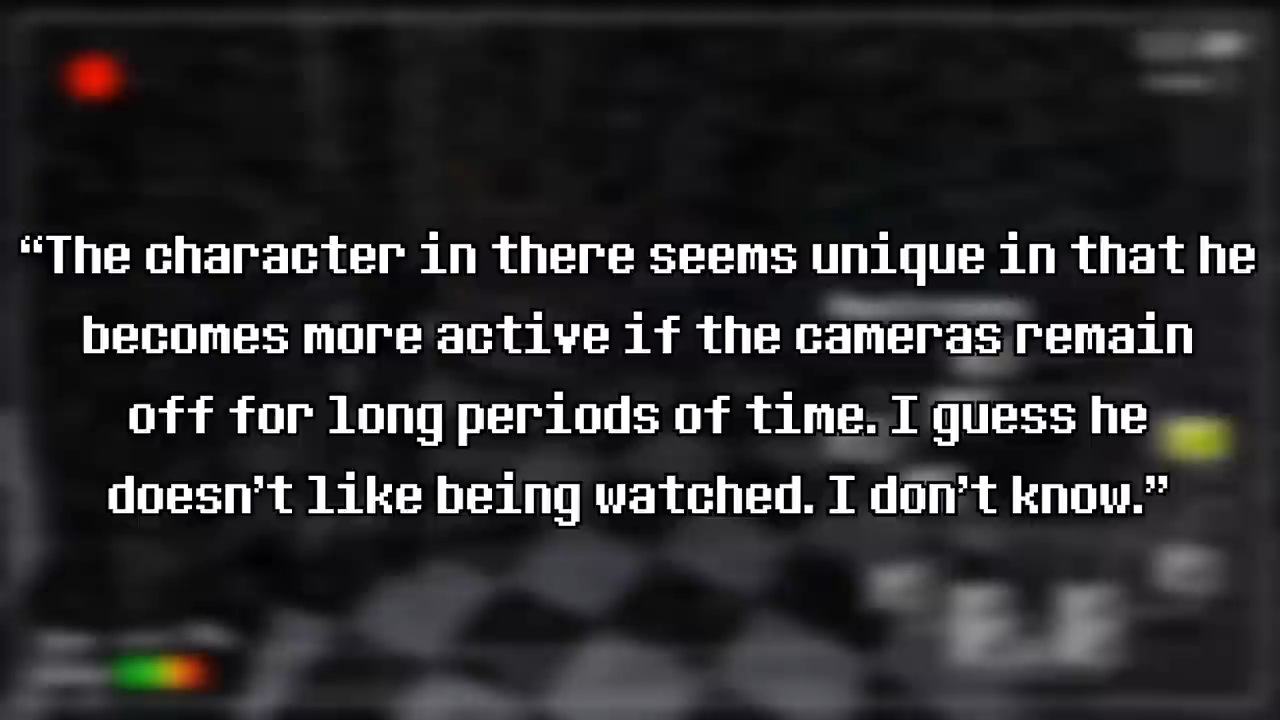 “The character in there seems unique in that he
becomes more active if the cameras remain
off for long periods of time. I guess he
doesn’t like being watched. I don’t know.”